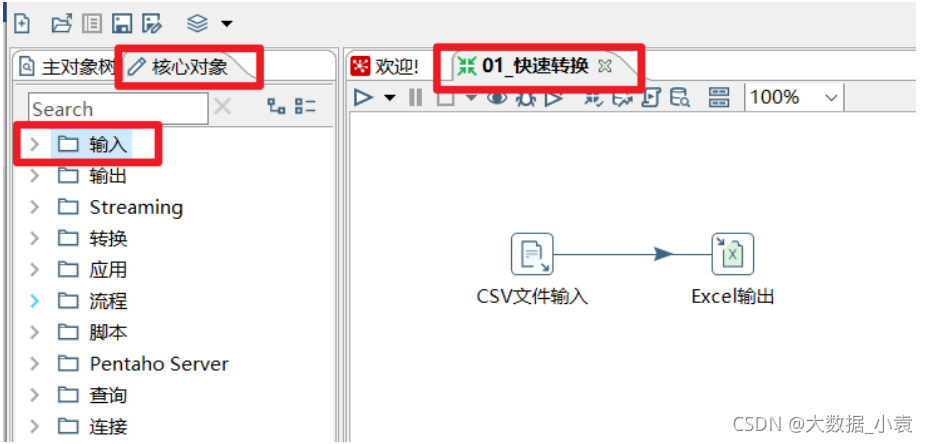 主对象树
核心对象
欢迎!
01_快速转换
Search
100%
输入
输出
Streaming
转换
应用
流程
脚本
Pentaho Server
查询
连接
CSV文件输入
Excel输出
CSDN @大数据_小袁